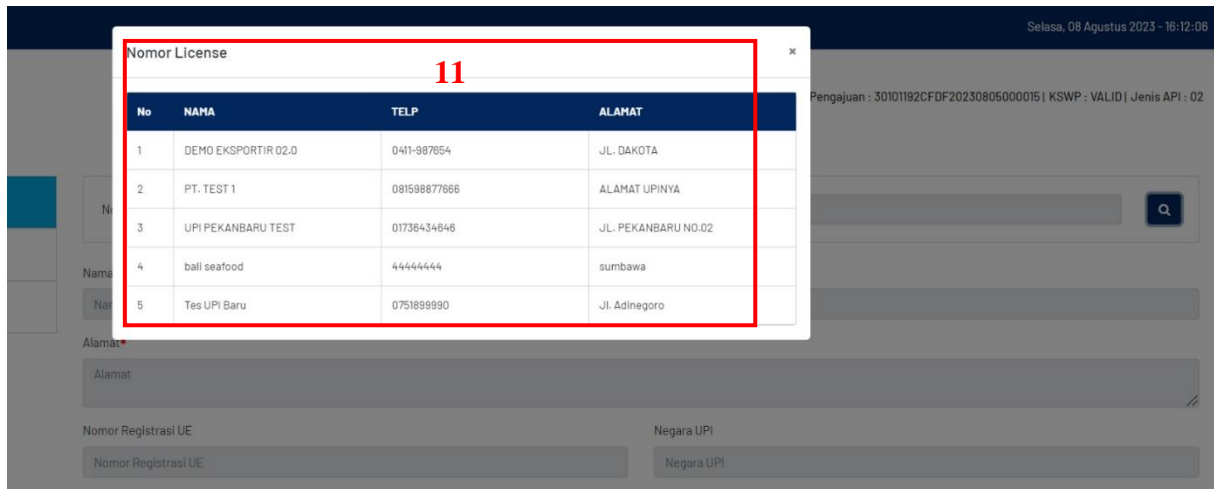 Selasa, 08 Agustus 2023 - 16:12:06
Nomor License ×
11
Pengajuan : 30101192CFDF20230805000015 | KSWP : VALID | Jenis API : 02
No NAMA TELP ALAMAT
1 DEMO EKSPORTIR 02.0 0411-987654 JL. DAKOTA
2 PT. TEST 1 081598877666 ALAMAT UPINYA
3 UPI PEKANBARU TEST 01736434646 JL. PEKANBARU NO.02
4 bali seafood 44444444 sumbawa
5 Tes UPI Baru 0751899990 Jl. Adinegoro
Nama
Alamat*
Alamat
Nomor Registrasi UE Negara UPI
Nomor Registrasi UE Negara UPI